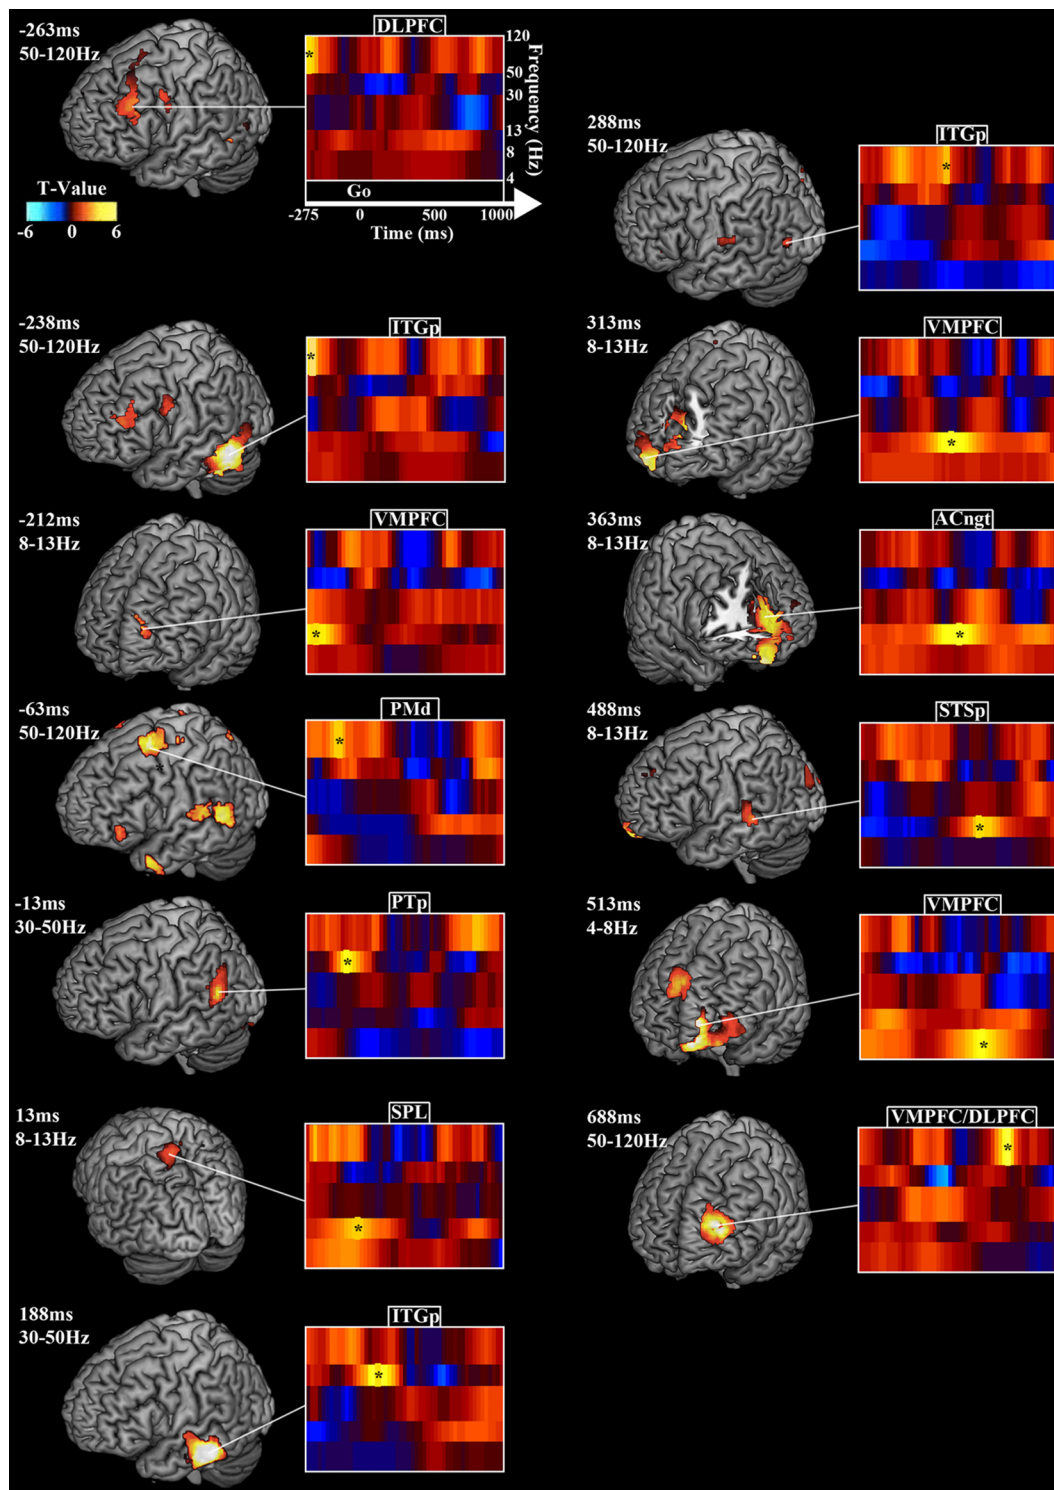 -263ms
50-120Hz
DLPFC
*
120
50
30
13
8
4
Frequency (Hz)
T-Value
-6 0 6
Go
-275 0 500 1000
Time (ms)
-238ms
50-120Hz
ITGp
*
-212ms
8-13Hz
VMPFC
*
-63ms
50-120Hz
PMd
*
*
-13ms
30-50Hz
PTp
*
13ms
8-13Hz
SPL
*
188ms
30-50Hz
ITGp
*
288ms
50-120Hz
ITGp
*
313ms
8-13Hz
VMPFC
*
363ms
8-13Hz
ACngt
*
488ms
8-13Hz
STSp
*
513ms
4-8Hz
VMPFC
*
688ms
50-120Hz
VMPFC/DLPFC
*